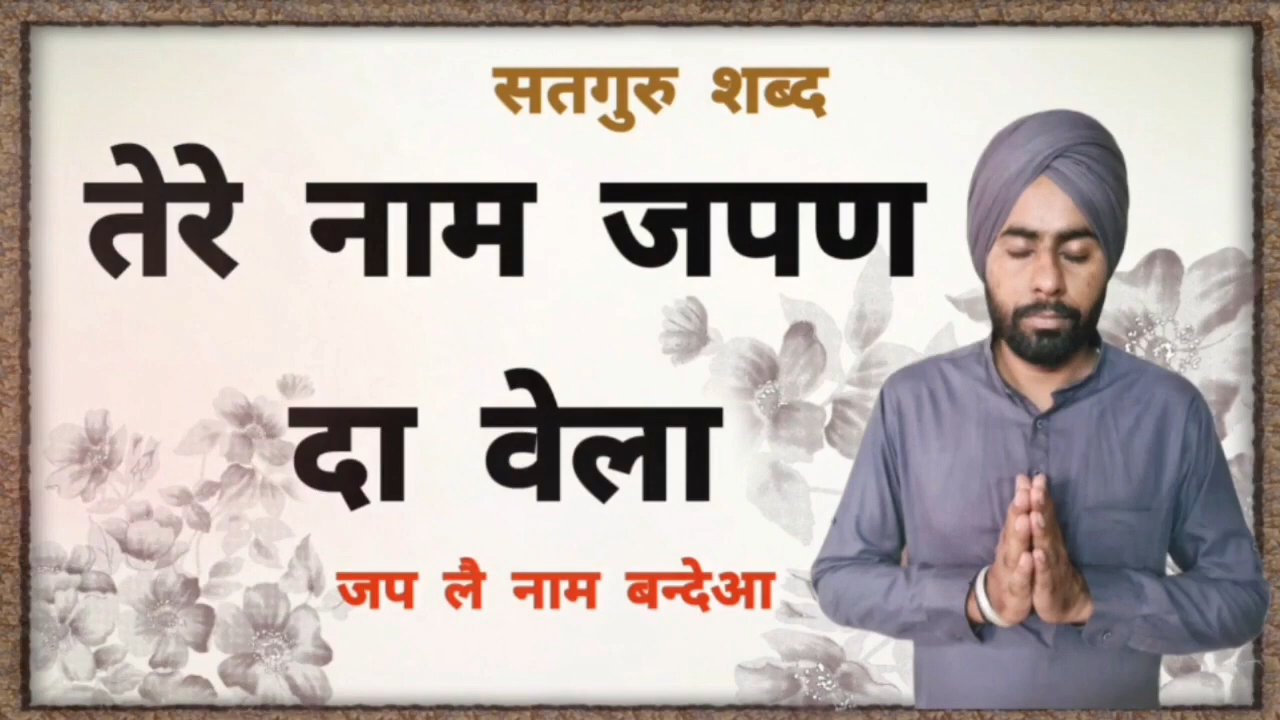 सतगुरु शब्द
तेरे नाम जपण
दा वेला
जप लै नाम बन्देआ